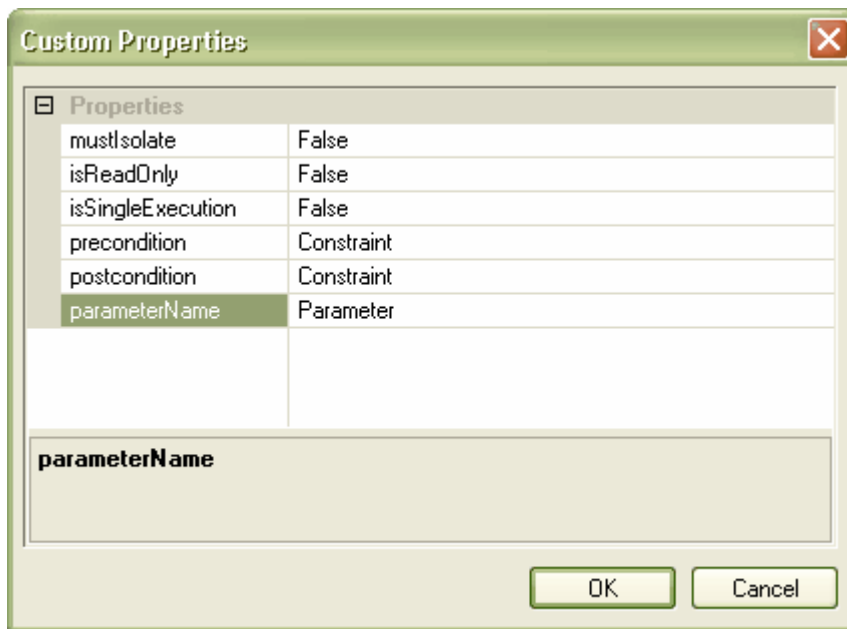 Custom Properties
Properties
mustIsolate False
isReadOnly False
isSingleExecution False
precondition Constraint
postcondition Constraint
parameterName Parameter
parameterName
OK Cancel